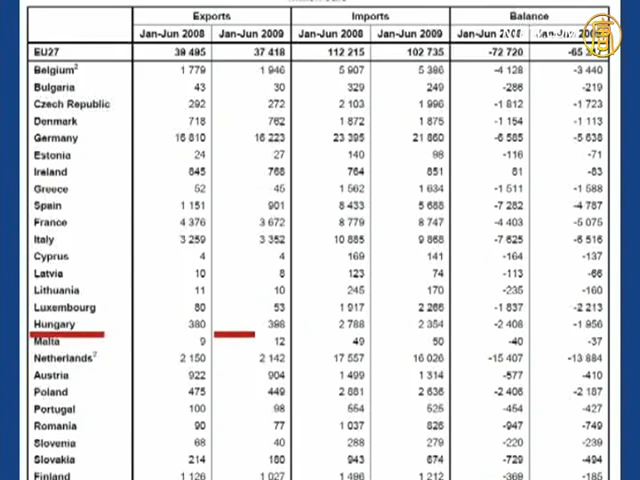 Exports Imports Balance
Jan-Jun 2008 Jan-Jun 2009 Jan-Jun 2008 Jan-Jun 2009 Jan-Jun 2008
EU27 39 495 37 418 112 215 102 735 -72 720
Belgium² 1 779 1 946 5 907 5 386 -4 128 -3 440
Bulgaria 43 30 329 249 -286 -219
Czech Republic 292 272 2 103 1 996 -1 812 -1 723
Denmark 718 762 1 872 1 875 -1 154 -1 113
Germany 16 810 16 223 23 395 21 860 -6 585 -5 638
Estonia 24 27 140 98 -116 -71
Ireland 845 768 764 851 81 -83
Greece 52 45 1 562 1 634 -1 511 -1 588
Spain 1 151 901 8 433 5 688 -7 282 -4 787
France 4 376 3 672 8 779 8 747 -4 403 -5 075
Italy 3 259 3 352 10 885 9 868 -7 625 -6 516
Cyprus 4 4 169 141 -164 -137
Latvia 10 8 123 74 -113 -66
Lithuania 11 10 245 170 -235 -160
Luxembourg 80 53 1 917 2 266 -1 837 -2 213
Hungary 380 398 2 788 2 354 -2 408 -1 956
Malta 9 12 49 50 -40 -37
Netherlands² 2 150 2 142 17 557 16 026 -15 407 -13 884
Austria 922 904 1 499 1 314 -577 -410
Poland 475 449 2 881 2 636 -2 406 -2 187
Portugal 100 98 554 525 -454 -427
Romania 90 77 1 037 826 -947 -749
Slovenia 68 40 288 279 -220 -239
Slovakia 214 180 943 674 -729 -494
Finland 1 126 1 027 1 496 1 212 -369 -185